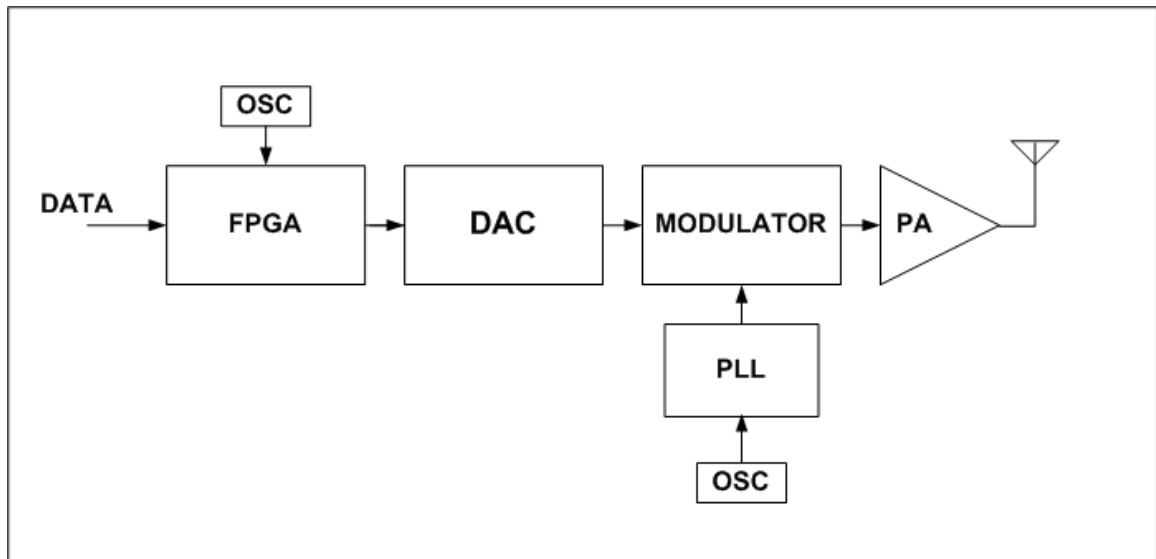 OSC
DATA
FPGA
DAC
MODULATOR
PA
PLL
OSC